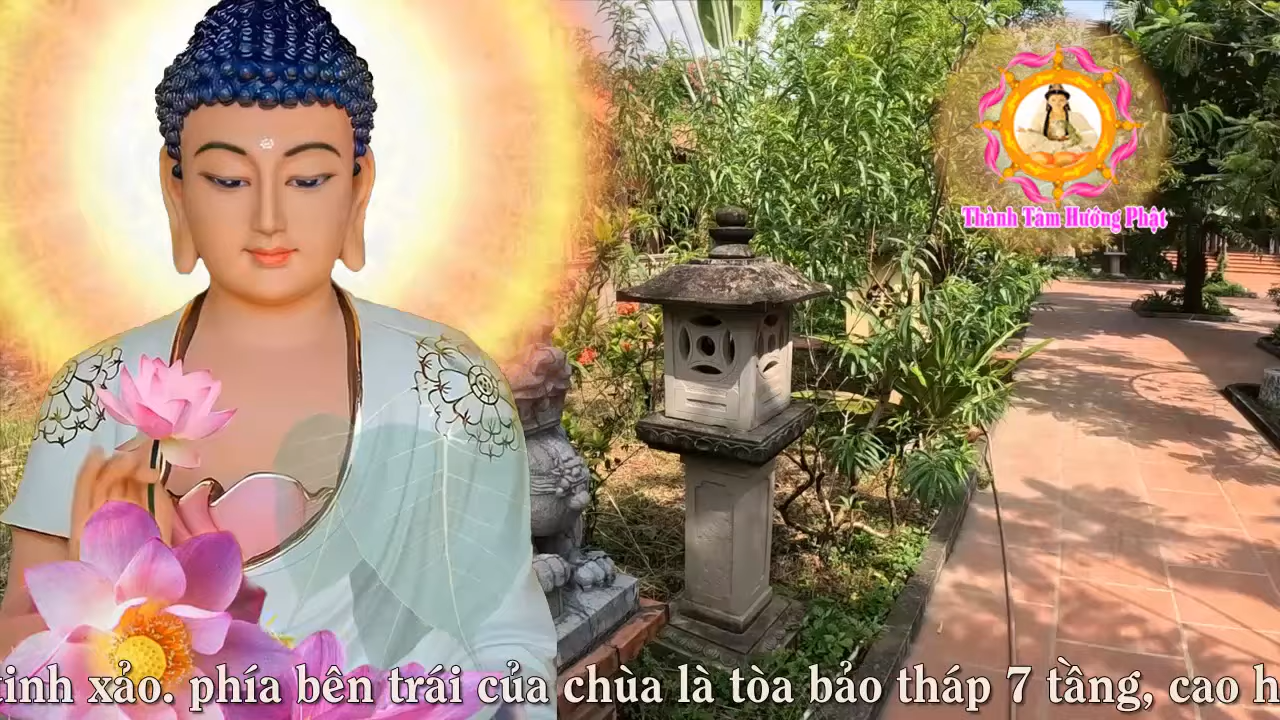 Thành Tâm Hướng Phật
tinh xảo. phía bên trái của chùa là tòa bảo tháp 7 tầng, cao h